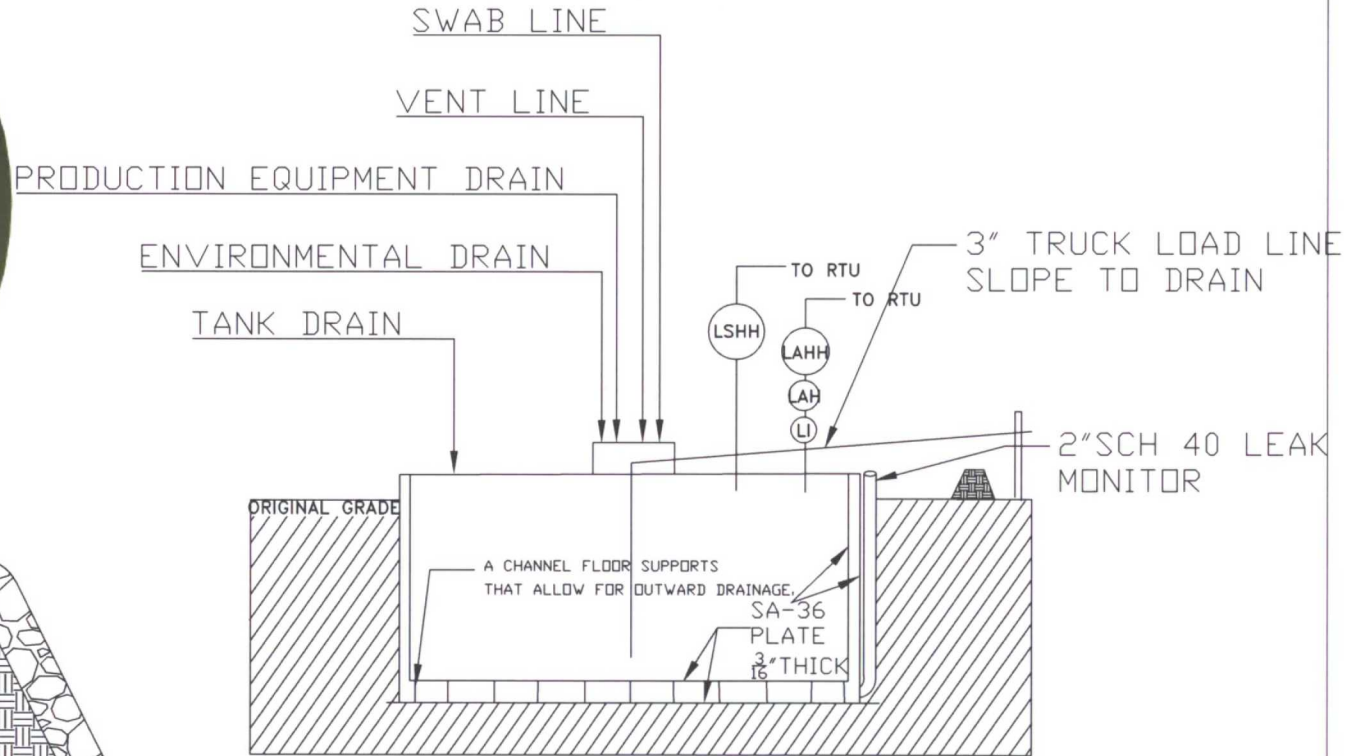 SWAB LINE
VENT LINE
PRODUCTION EQUIPMENT DRAIN
ENVIRONMENTAL DRAIN
TANK DRAIN
TO RTU
TO RTU
3" TRUCK LOAD LINE
SLOPE TO DRAIN
LSHH
LAHH
LAH
LI
2"SCH 40 LEAK
MONITOR
ORIGINAL GRADE
A CHANNEL FLOOR SUPPORTS
THAT ALLOW FOR OUTWARD DRAINAGE.
SA-36
PLATE
3/16"THICK